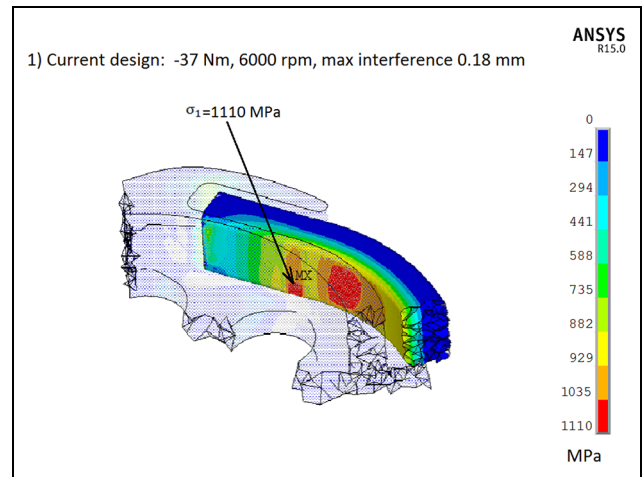 ANSYS
R15.0
1) Current design: -37 Nm, 6000 rpm, max interference 0.18 mm
σ₁=1110 MPa
MX
0
147
294
441
588
735
882
929
1035
1110
MPa